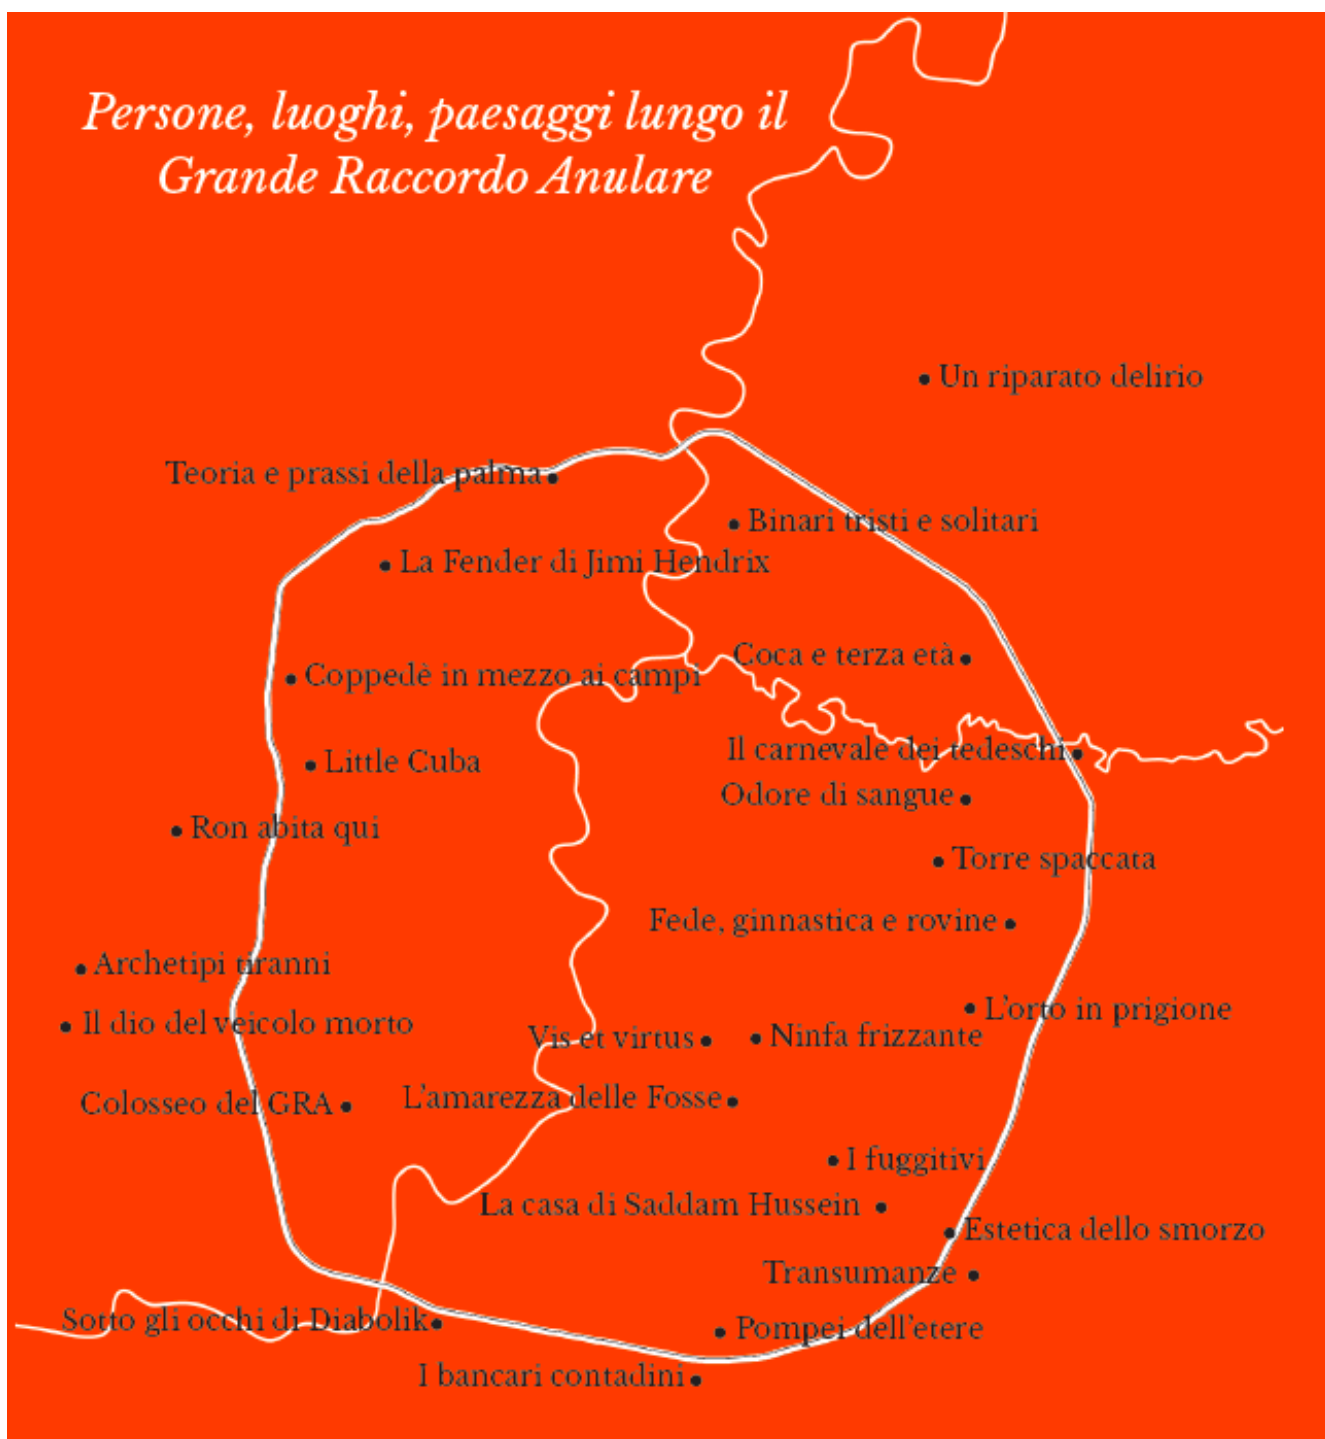 Persone, luoghi, paesaggi lungo il
Grande Raccordo Anulare
Un riparato delirio
Teoria e prassi della palma
Binari tristi e solitari
La Fender di Jimi Hendrix
Coca e terza età
Coppedè in mezzo ai campi
Il carnevale dei tedeschi
Little Cuba
Odore di sangue
Ron abita qui
Torre spaccata
Fede, ginnastica e rovine
Archetipi tiranni
L'orto in prigione
Il dio del veicolo morto
Vis et virtus
Ninfa frizzante
Colosseo del GRA
L'amarezza delle Fosse
I fuggitivi
La casa di Saddam Hussein
Estetica dello smorzo
Transumanze
Sotto gli occhi di Diabolik
Pompei dell'etere
I bancari contadini